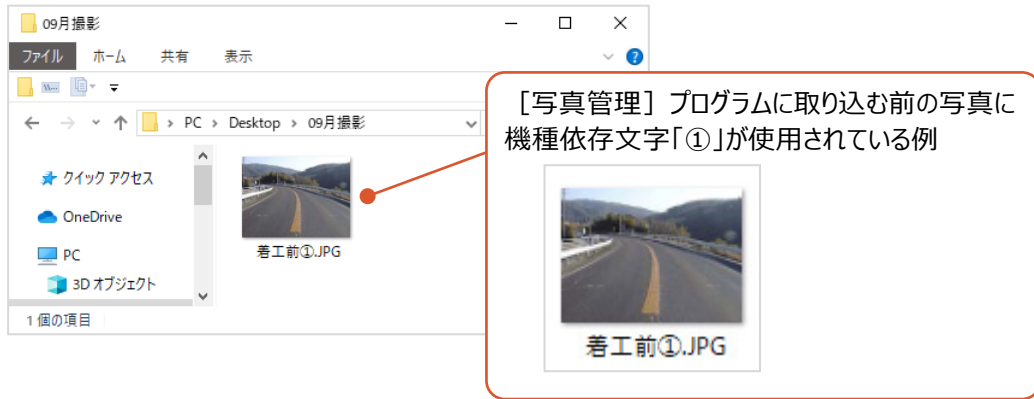 09月撮影
ファイル ホーム 共有 表示
PC › Desktop › 09月撮影
クイック アクセス
OneDrive
PC
3D オブジェクト
着工前①.JPG
1 個の項目
［写真管理］プログラムに取り込む前の写真に
機種依存文字「①」が使用されている例
着工前①.JPG